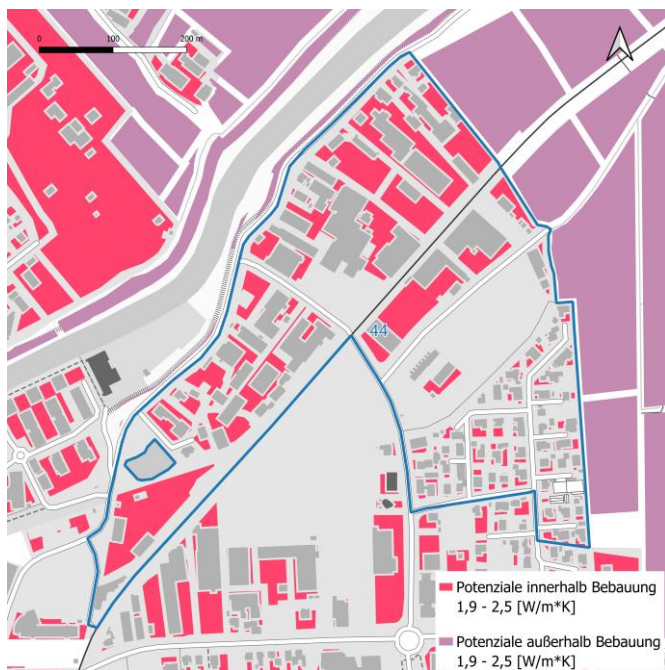 0 100 200 m
44
Potenziale innerhalb Bebauung
1,9 - 2,5 [W/m*K]
Potenziale außerhalb Bebauung
1,9 - 2,5 [W/m*K]